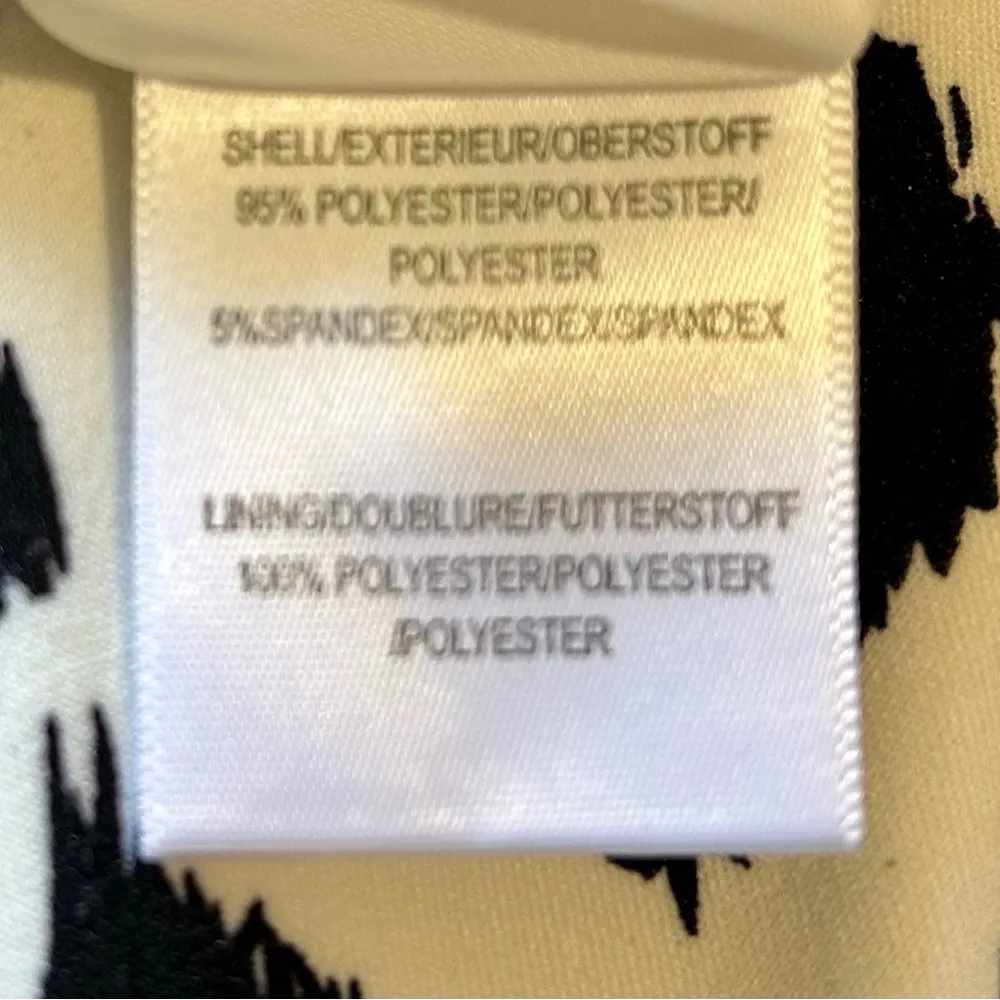 SHELL/EXTERIEUR/OBERSTOFF
95% POLYESTER/POLYESTER/
POLYESTER
5%SPANDEX/SPANDEX/SPANDEX
LINING/DOUBLURE/FUTTERSTOFF
100% POLYESTER/POLYESTER
/POLYESTER